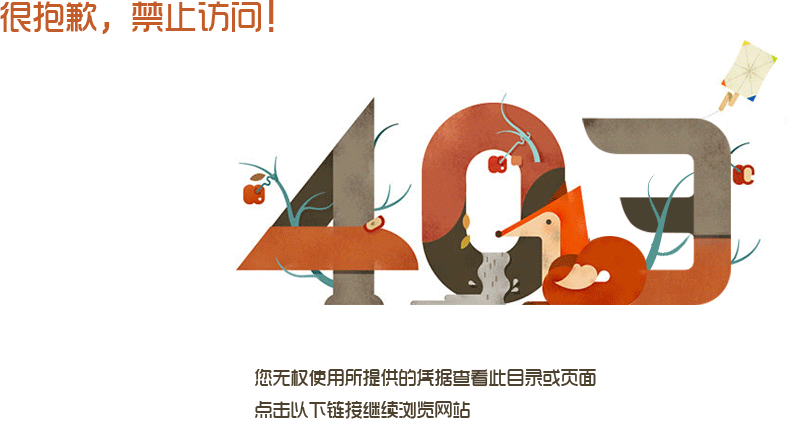 很抱歉，禁止访问！
403
您无权使用所提供的凭据查看此目录或页面
点击以下链接继续浏览网站